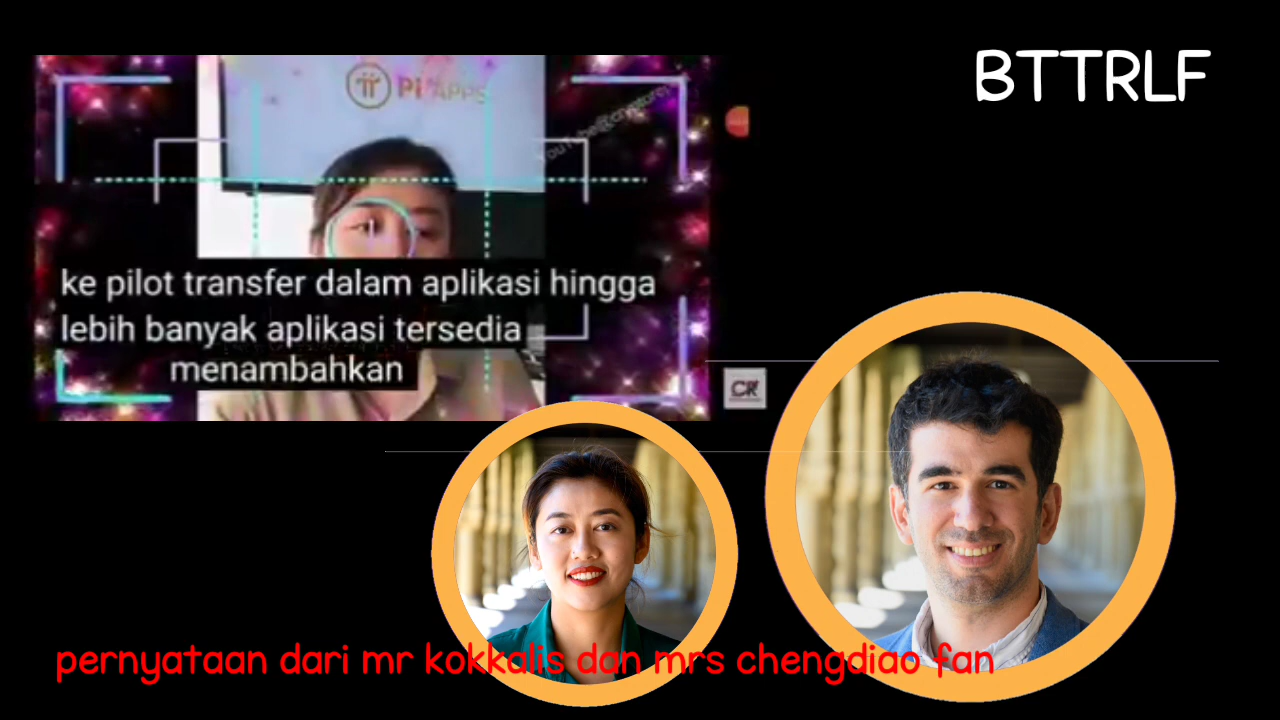 BTTRLF
Pi APPS
ke pilot transfer dalam aplikasi hingga
lebih banyak aplikasi tersedia
menambahkan
CR
pernyataan dari mr kokkalis dan mrs chengdiao fan